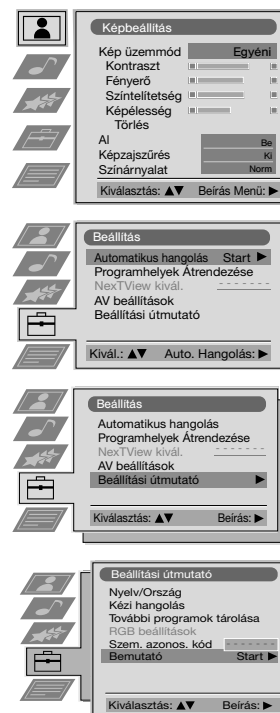 Képbeállítás
Kép üzemmód Egyéni
Kontraszt
Fényerő
Színtelítetség
Képélesség
Törlés
AI Be
Képzajszűrés Ki
Színárnyalat Norm
Kiválasztás: ▲▼ Beírás Menü: ▶
Beállítás
Automatikus hangolás Start ▶
Programhelyek Átrendezése
NexTView kivál. - - - - - - -
AV beállítások
Beállítási útmutató
Kivál.: ▲▼ Auto. Hangolás: ▶
Beállítás
Automatikus hangolás
Programhelyek Átrendezése
NexTView kivál. - - - - - - -
AV beállítások
Beállítási útmutató ▶
Kiválasztás: ▲▼ Beírás: ▶
Beállítási útmutató
Nyelv/Ország
Kézi hangolás
További programok tárolása
RGB beállítások
Szem. azonos. kód - - - - - - -
Bemutató Start ▶
Kiválasztás: ▲▼ Beírás: ▶